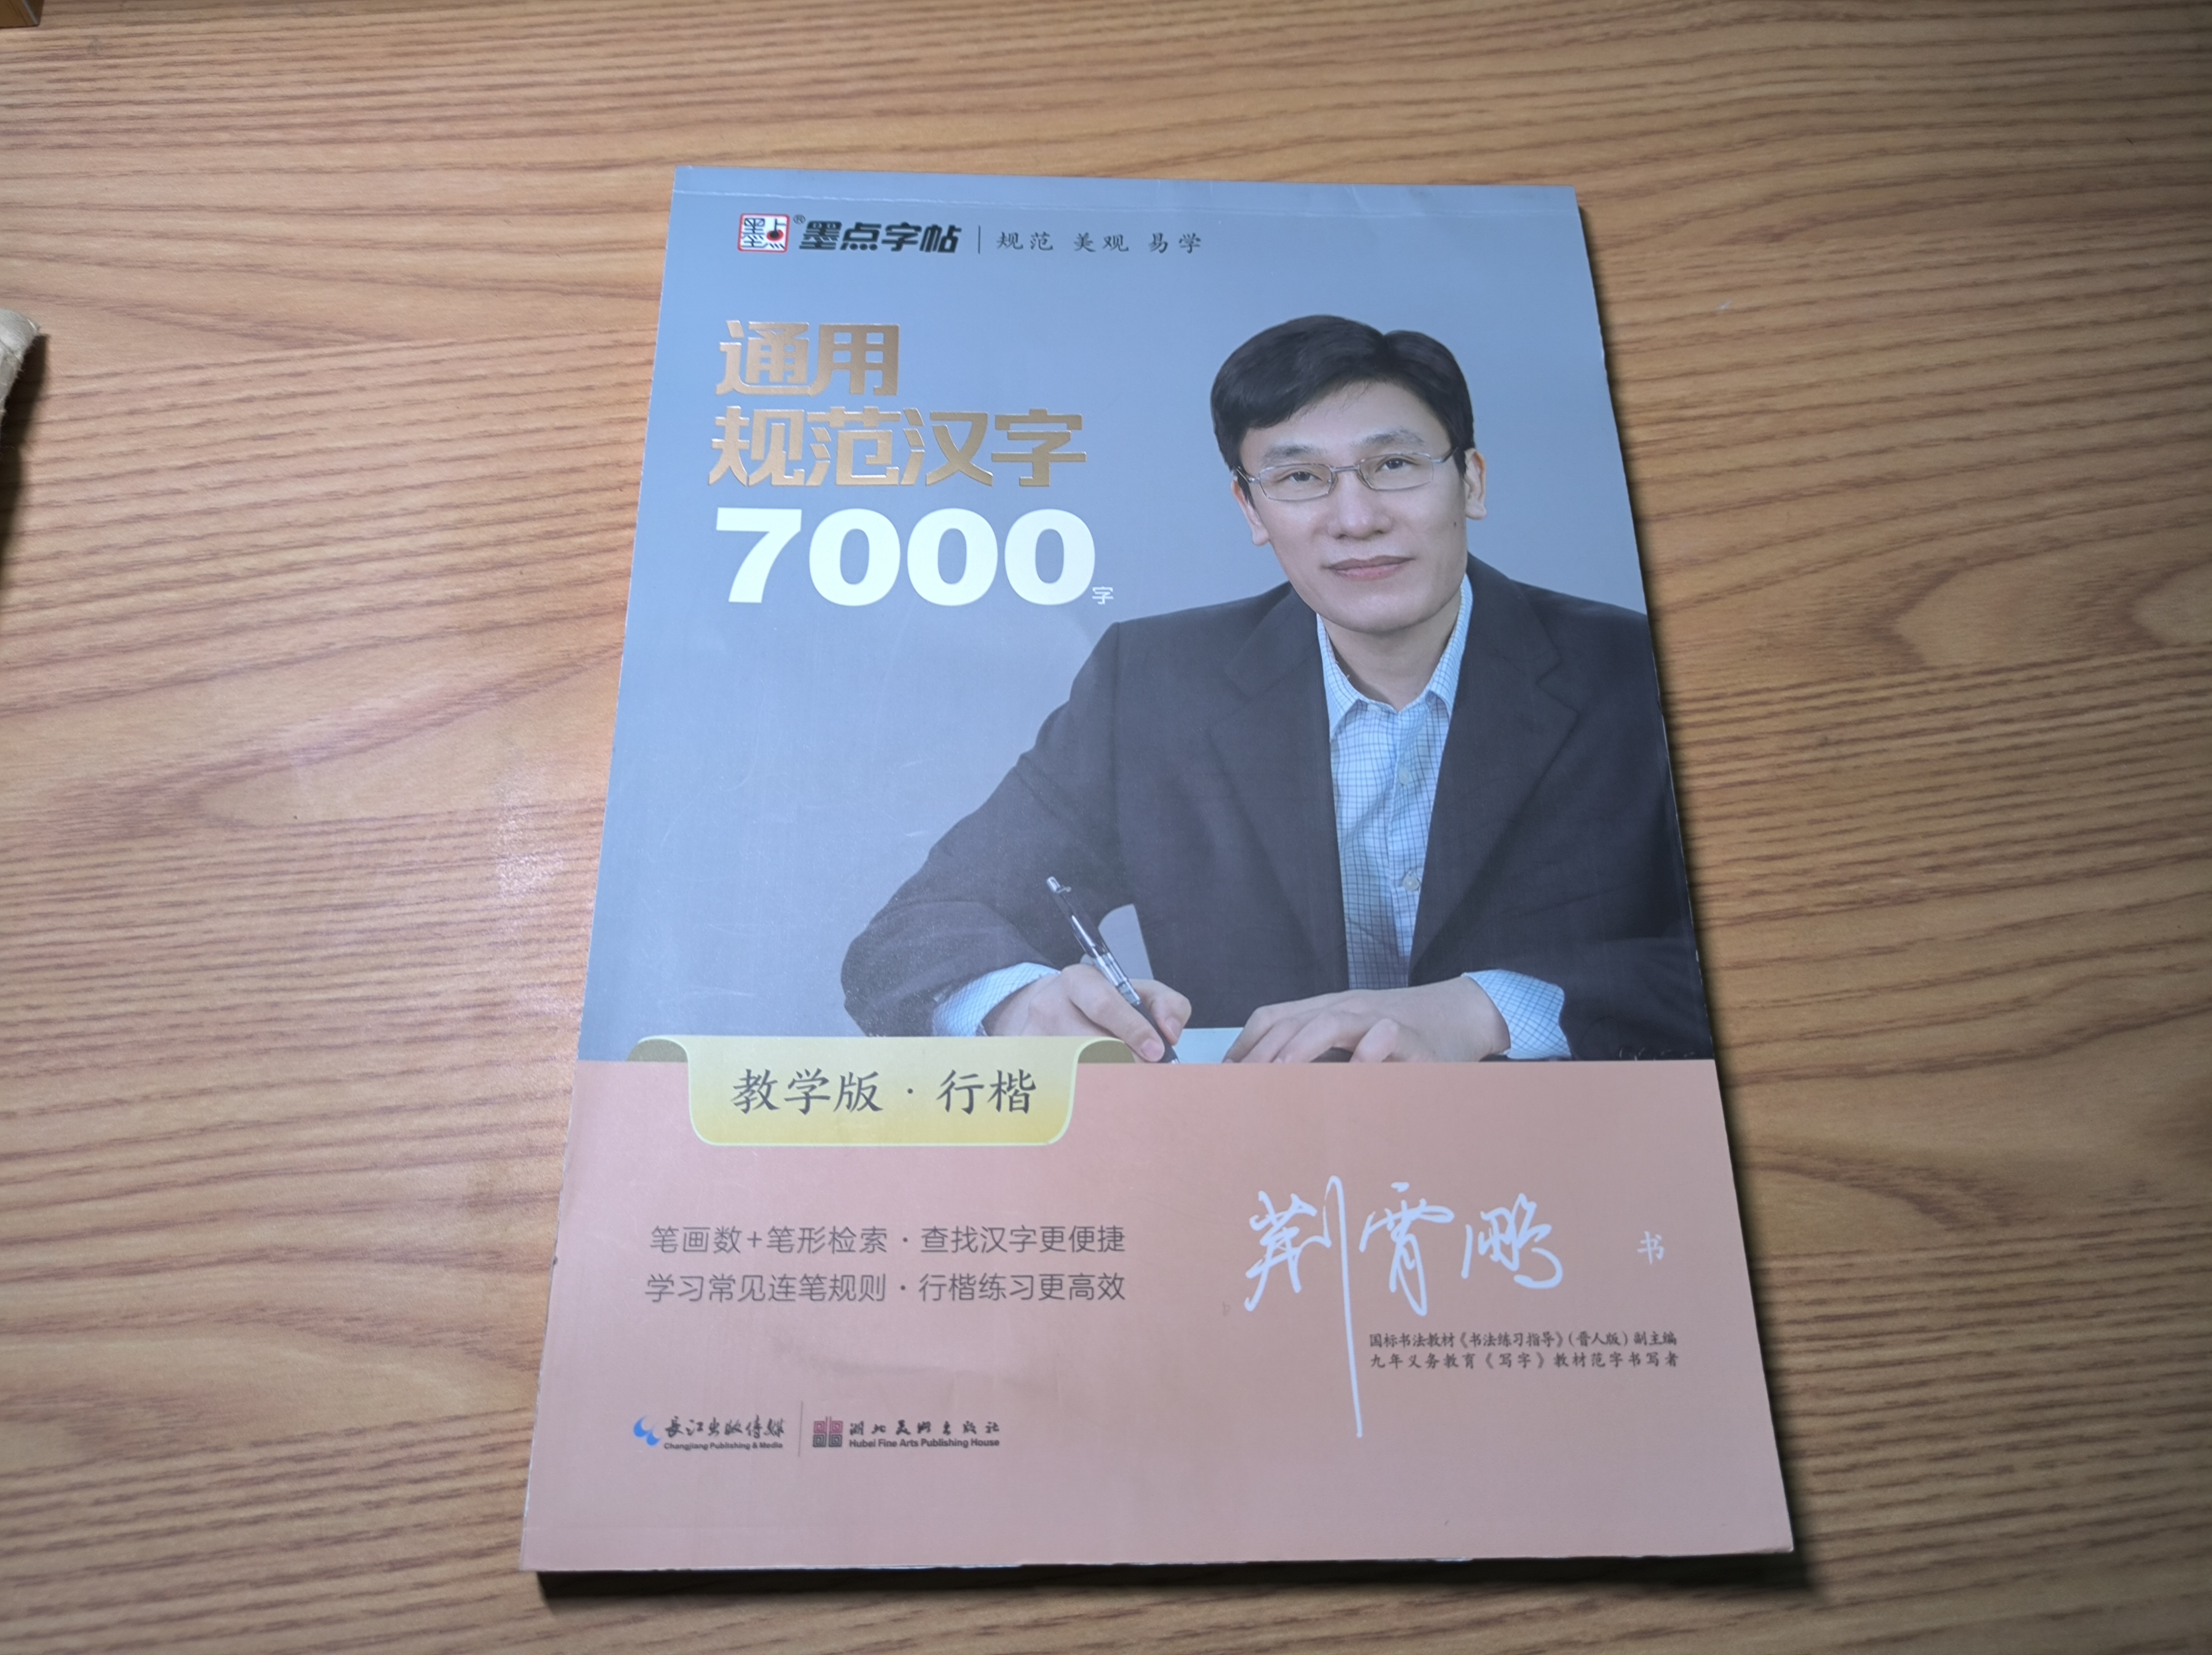 墨点® 墨点字帖 | 规范 美观 易学
通用
规范汉字
7000字
教学版·行楷
笔画数+笔形检索·查找汉字更便捷
学习常见连笔规则·行楷练习更高效
荆霄鹏 书
国标书法教材《书法练习指导》(晋人版)副主编
九年义务教育《写字》教材范字书写者
长江出版传媒
Changjiang Publishing & Media
湖北美术出版社
Hubei Fine Arts Publishing House